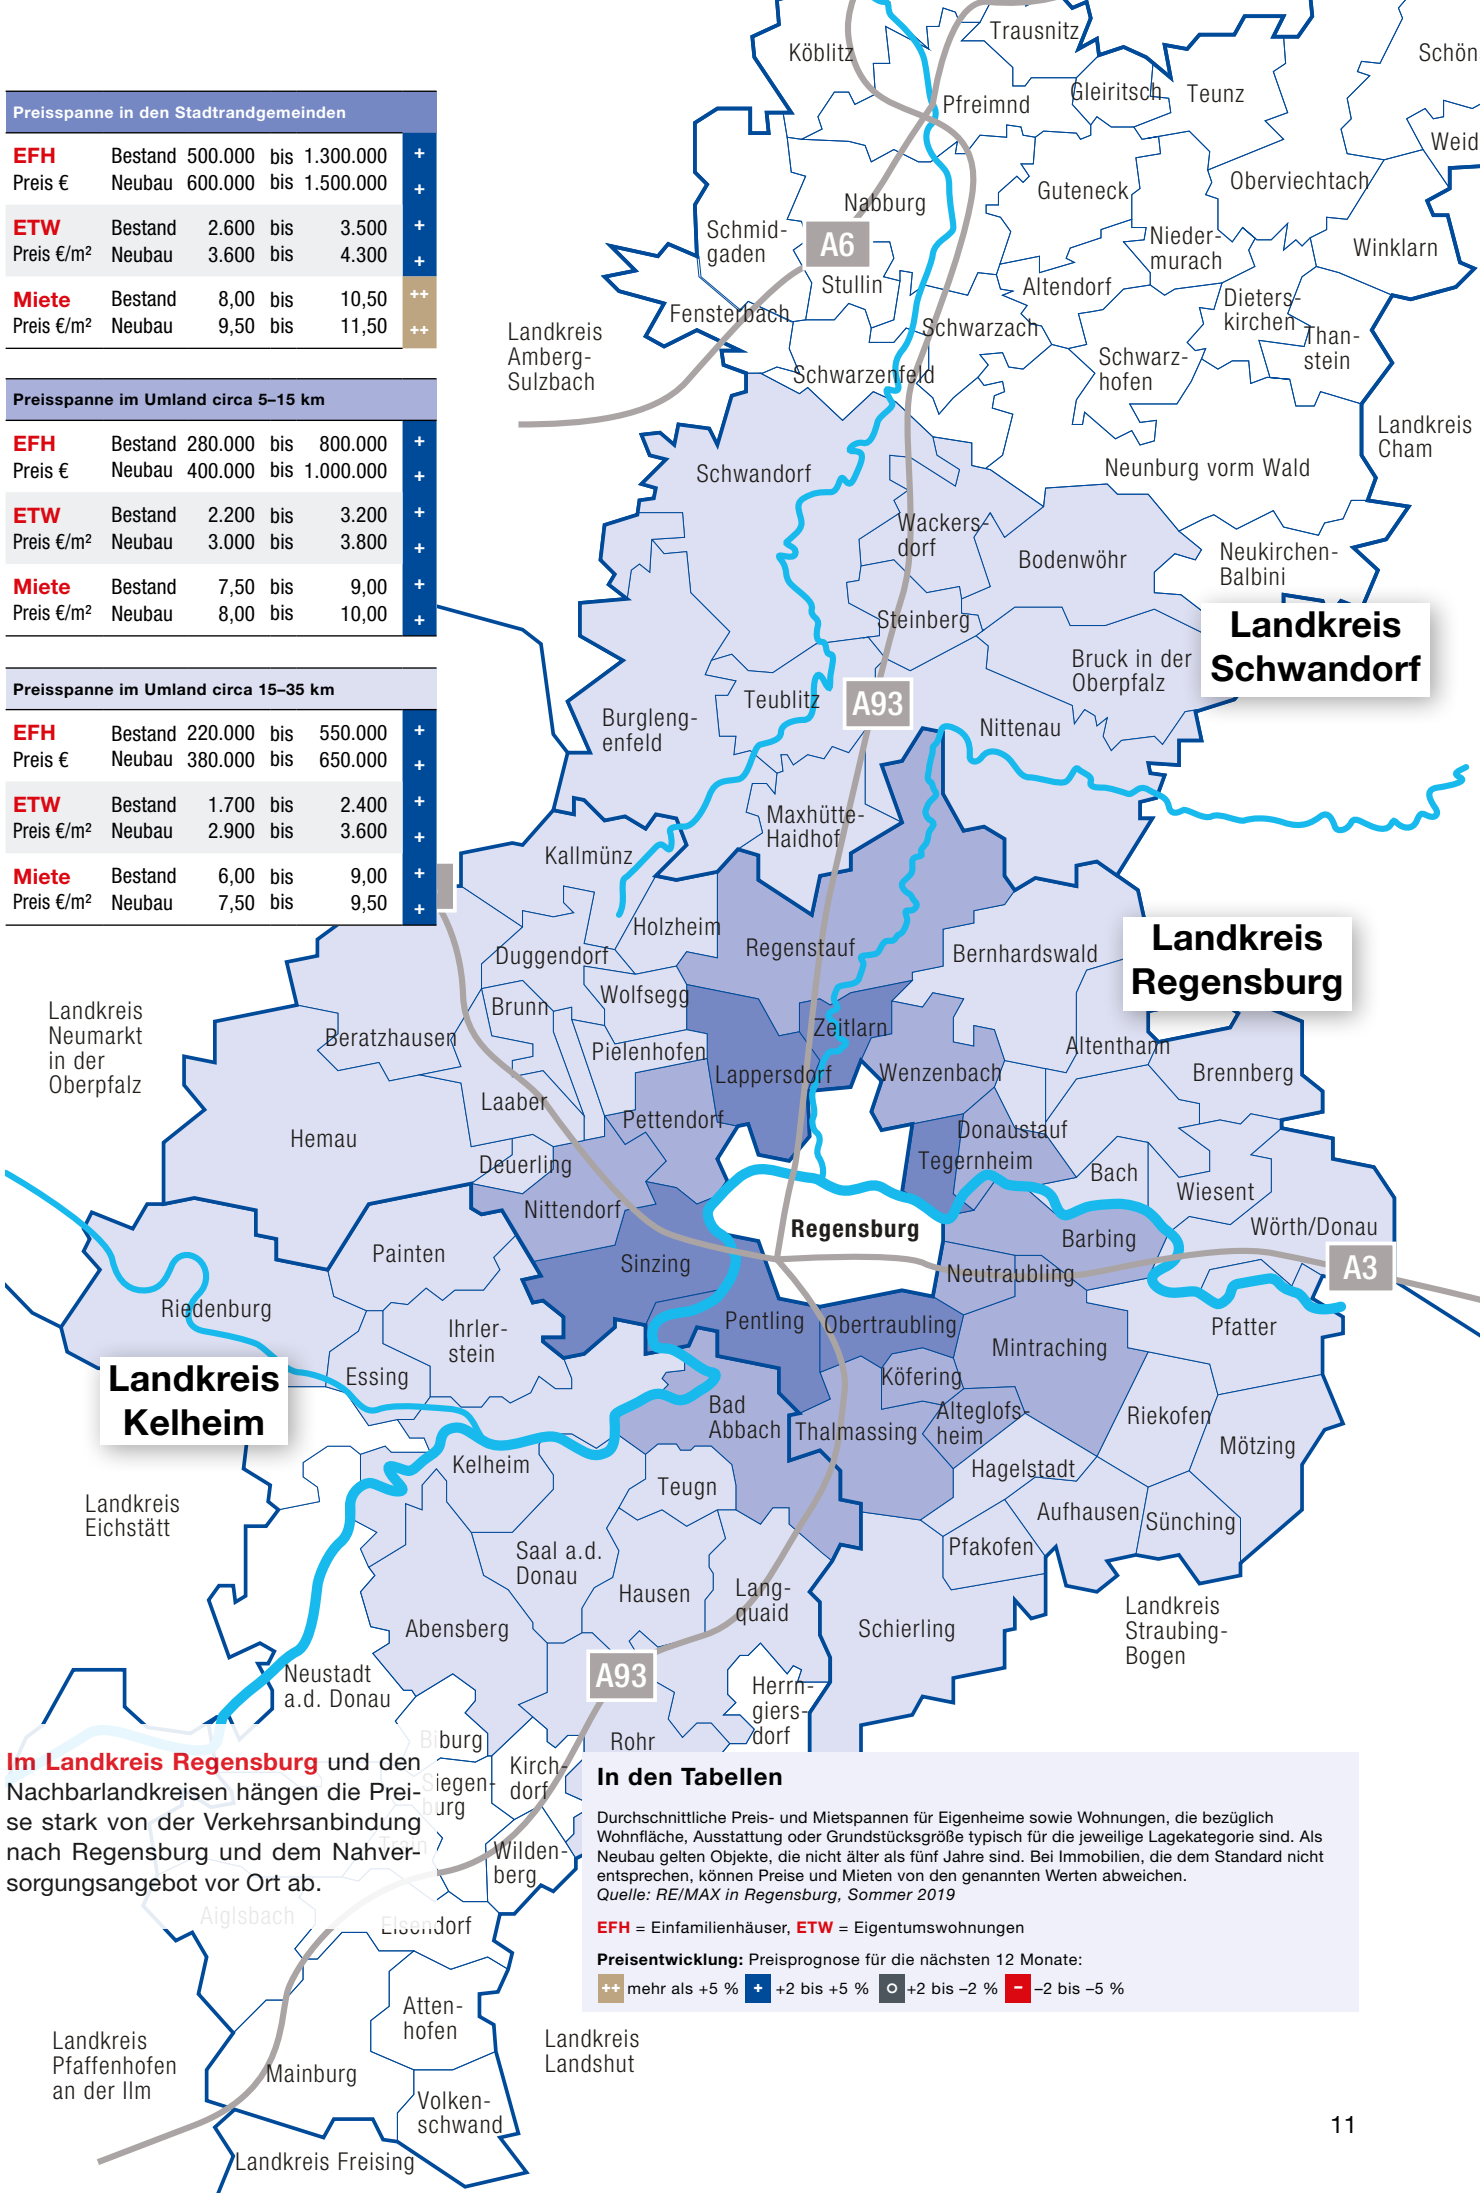 Preisspanne in den Stadtrandgemeinden
EFH Bestand 500.000 bis 1.300.000 +
Preis € Neubau 600.000 bis 1.500.000 +
ETW Bestand 2.600 bis 3.500 +
Preis €/m² Neubau 3.600 bis 4.300 +
Miete Bestand 8,00 bis 10,50 ++
Preis €/m² Neubau 9,50 bis 11,50 ++
Preisspanne im Umland circa 5–15 km
EFH Bestand 280.000 bis 800.000 +
Preis € Neubau 400.000 bis 1.000.000 +
ETW Bestand 2.200 bis 3.200 +
Preis €/m² Neubau 3.000 bis 3.800 +
Miete Bestand 7,50 bis 9,00 +
Preis €/m² Neubau 8,00 bis 10,00 +
Preisspanne im Umland circa 15–35 km
EFH Bestand 220.000 bis 550.000 +
Preis € Neubau 380.000 bis 650.000 +
ETW Bestand 1.700 bis 2.400 +
Preis €/m² Neubau 2.900 bis 3.600 +
Miete Bestand 6,00 bis 9,00 +
Preis €/m² Neubau 7,50 bis 9,50 +
Trausnitz
Köblitz
Schön
Pfreimnd
Gleiritsch
Teunz
Weid
Oberviechtach
Guteneck
Nabburg
Schmid-
gaden
A6
Nieder-
murach
Winklarn
Stullin
Altendorf
Dieters-
kirchen
Fensterbach
Schwarzach
Than-
stein
Landkreis
Amberg-
Sulzbach
Schwarz-
hofen
Schwarzenfeld
Landkreis
Cham
Schwandorf
Neunburg vorm Wald
Wackers-
dorf
Bodenwöhr
Neukirchen-
Balbini
Steinberg
Landkreis
Schwandorf
Bruck in der
Oberpfalz
Teublitz
A93
Burgleng-
enfeld
Nittenau
Maxhütte-
Haidhof
Kallmünz
Holzheim
Regenstauf
Bernhardswald
Landkreis
Regensburg
Duggendorf
Wolfsegg
Brunn
Landkreis
Neumarkt
in der
Oberpfalz
Beratzhausen
Zeitlarn
Pielenhofen
Altenthann
Lappersdorf
Wenzenbach
Brennberg
Laaber
Pettendorf
Hemau
Donaustauf
Deuerling
Tegernheim
Bach
Wiesent
Nittendorf
Regensburg
Wörth/Donau
Barbing
Painten
Sinzing
Neutraubling
A3
Riedenburg
Ihrler-
stein
Pentling
Obertraubling
Pfatter
Mintraching
Essing
Köfering
Landkreis
Kelheim
Bad
Abbach
Thalmassing
Alteglofs-
heim
Riekofen
Mötzing
Kelheim
Hagelstadt
Teugn
Landkreis
Eichstätt
Aufhausen
Sünching
Saal a.d.
Donau
Pfakofen
Hausen
Lang-
quaid
Abensberg
Schierling
Landkreis
Straubing-
Bogen
Neustadt
a.d. Donau
A93
Herrn-
giers-
dorf
Biburg
Rohr
Kirch-
dorf
Siegen-
burg
Train
Wilden-
berg
Aiglsbach
Elsendorf
Im Landkreis Regensburg und den
Nachbarlandkreisen hängen die Prei-
se stark von der Verkehrsanbindung
nach Regensburg und dem Nahver-
sorgungsangebot vor Ort ab.
In den Tabellen
Durchschnittliche Preis- und Mietspannen für Eigenheime sowie Wohnungen, die bezüglich
Wohnfläche, Ausstattung oder Grundstücksgröße typisch für die jeweilige Lagekategorie sind. Als
Neubau gelten Objekte, die nicht älter als fünf Jahre sind. Bei Immobilien, die dem Standard nicht
entsprechen, können Preise und Mieten von den genannten Werten abweichen.
Quelle: RE/MAX in Regensburg, Sommer 2019
EFH = Einfamilienhäuser, ETW = Eigentumswohnungen
Preisentwicklung: Preisprognose für die nächsten 12 Monate:
++ mehr als +5 % + +2 bis +5 % O +2 bis –2 % – –2 bis –5 %
Atten-
hofen
Landkreis
Pfaffenhofen
an der Ilm
Landkreis
Landshut
Mainburg
Volken-
schwand
Landkreis Freising
11